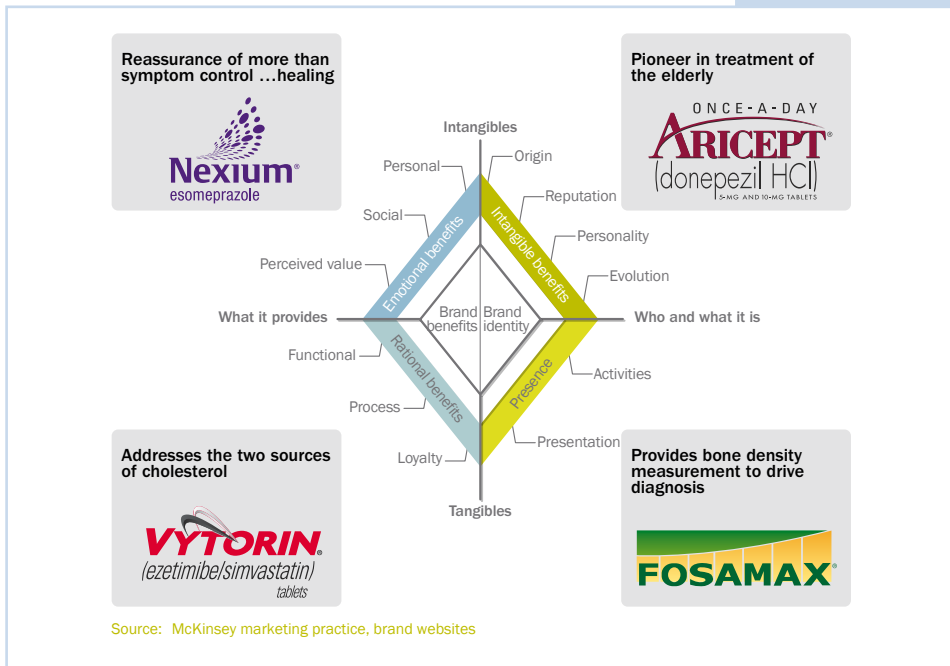 Reassurance of more than
symptom control ...healing
Nexium®
esomeprazole
Pioneer in treatment of
the elderly
ONCE-A-DAY
ARICEPT®
(donepezil HCl)
5-MG AND 10-MG TABLETS
Intangibles
Personal
Origin
Social
Reputation
Perceived value
Personality
Evolution
Emotional benefits
Intangible benefits
What it provides
Brand
benefits
Brand
identity
Who and what it is
Functional
Rational benefits
Presence
Activities
Process
Loyalty
Presentation
Tangibles
Addresses the two sources
of cholesterol
VYTORIN®
(ezetimibe/simvastatin)
tablets
Provides bone density
measurement to drive
diagnosis
FOSAMAX®
Source: McKinsey marketing practice, brand websites